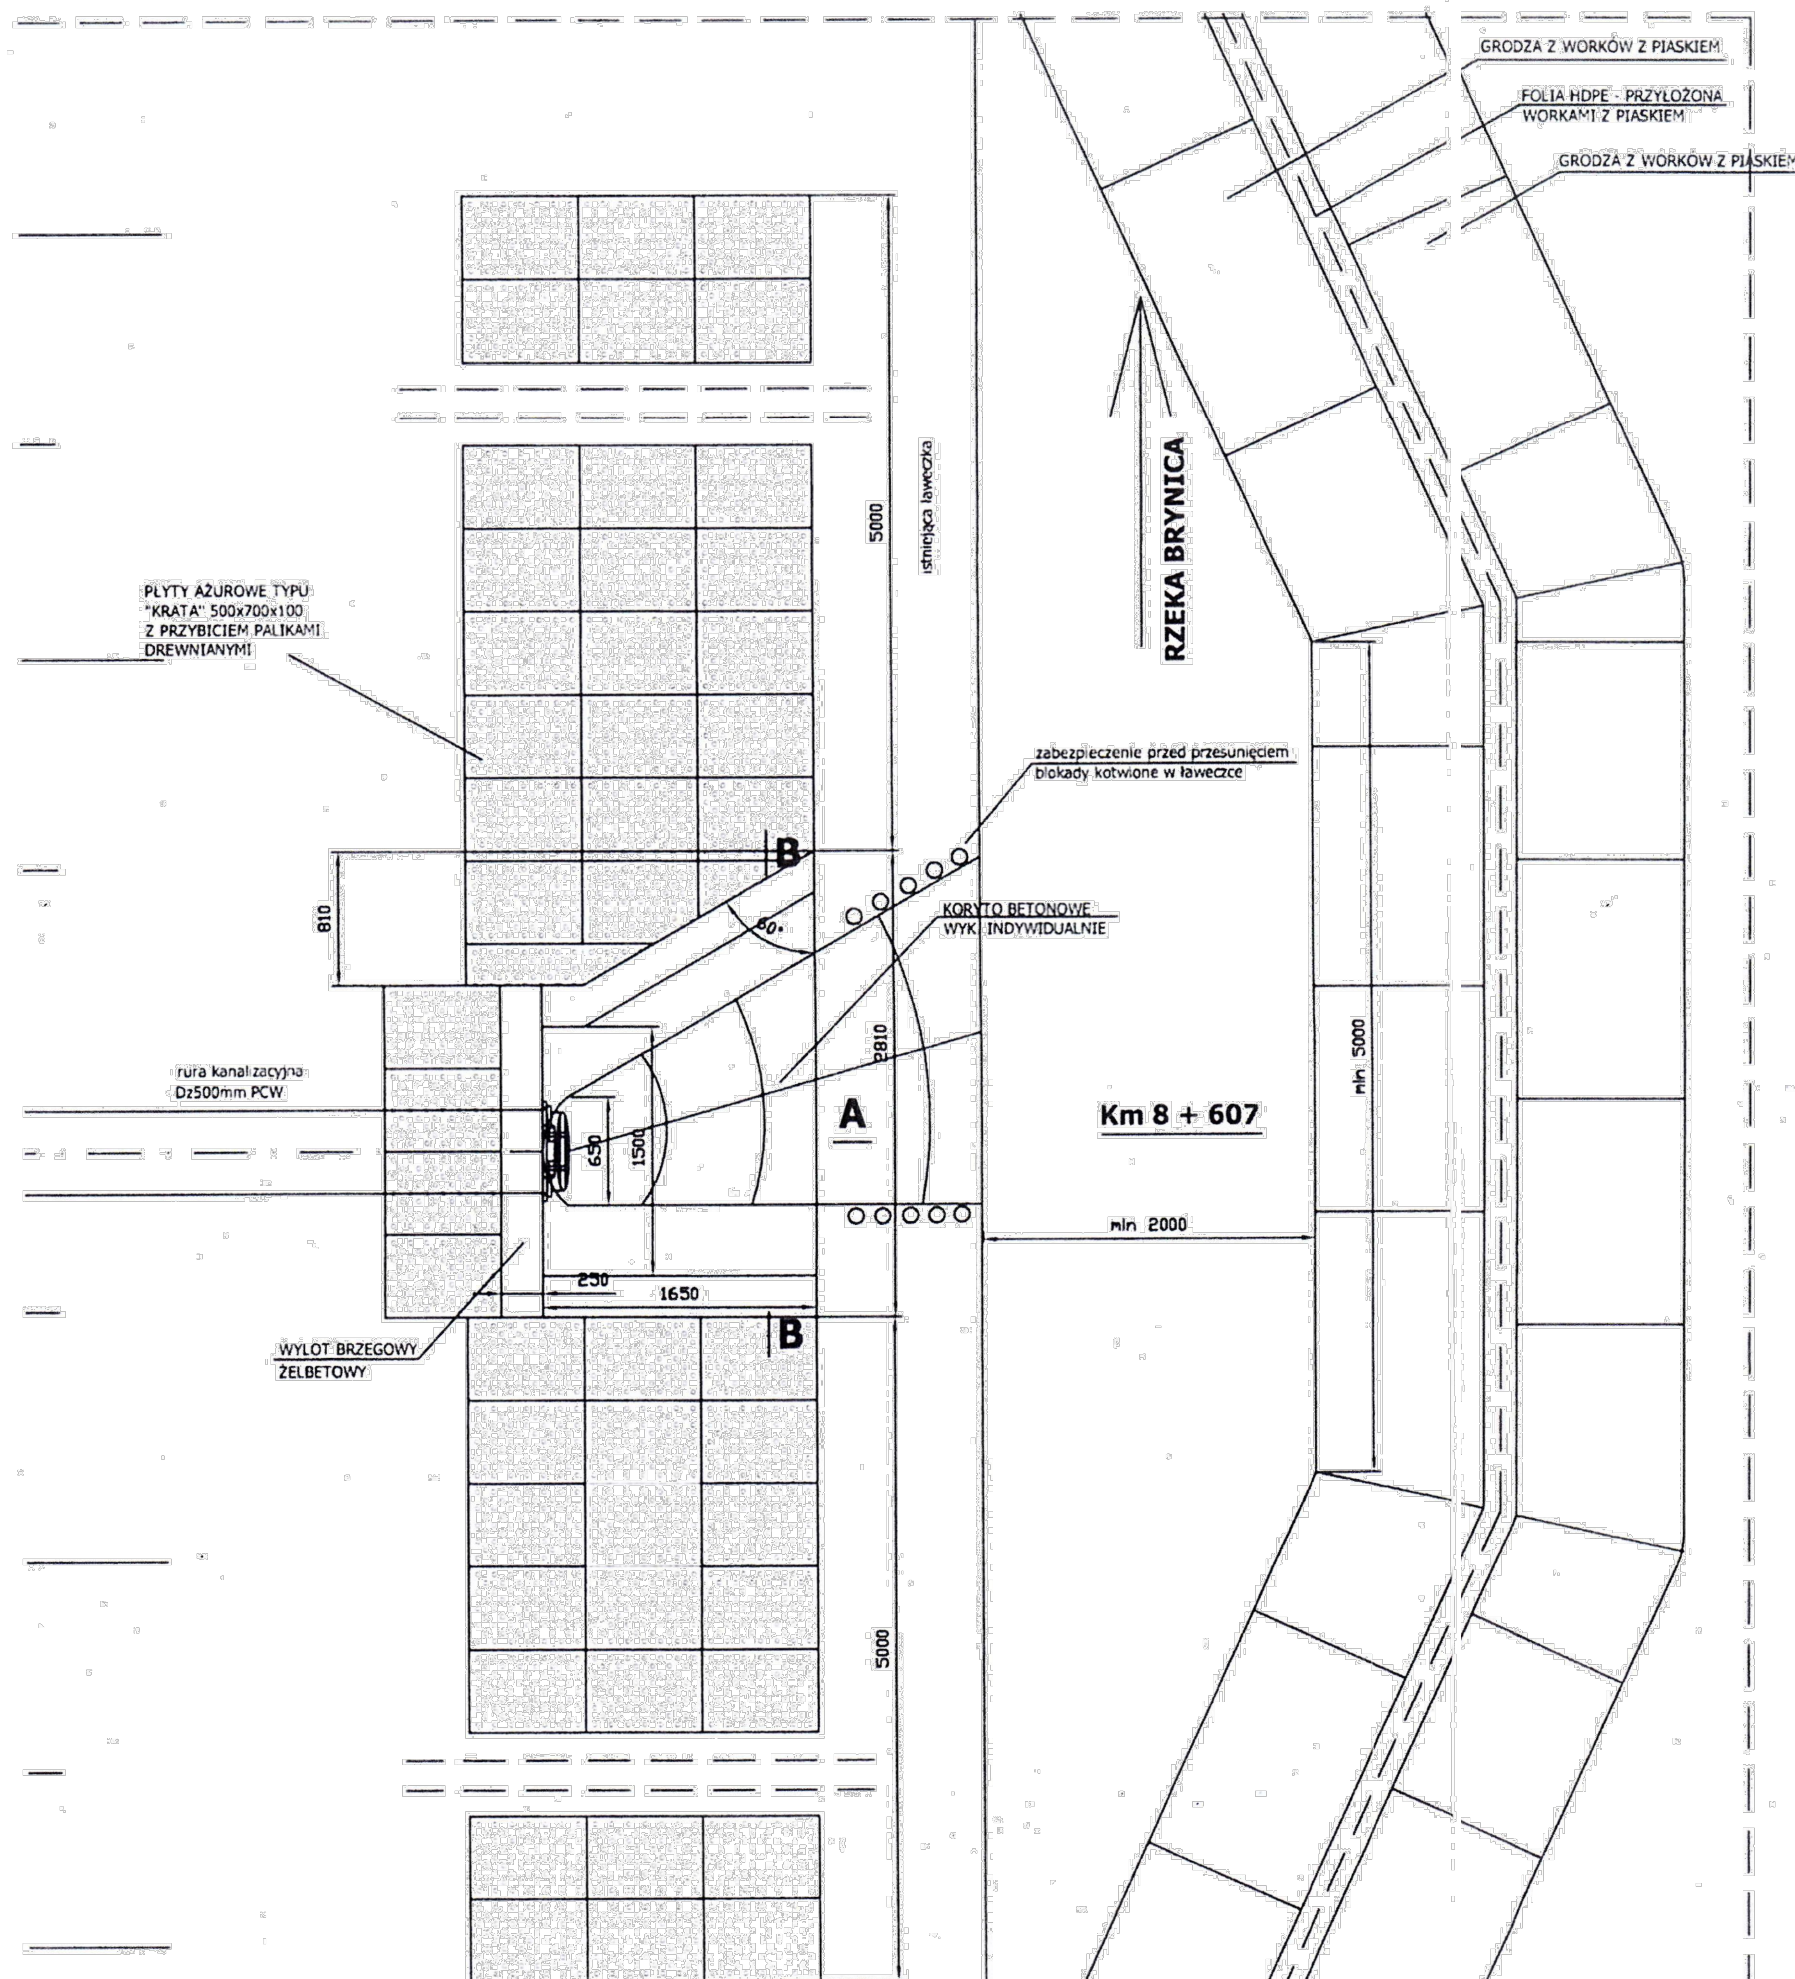 GRODZA Z WORKÓW Z PIASKIEM
FOLIA HDPE - PRZYŁOŻONA
WORKAMI Z PIASKIEM
GRODZA Z WORKÓW Z PIASKIEM
5000
istniejąca ławeczka
RZEKA BRYNICA
PŁYTY AŻUROWE TYPU
"KRATA" 500x700x100
Z PRZYBICIEM PALIKAMI
DREWNIANYMI
zabezpieczenie przed przesunięciem
blokady kotwione w ławeczce
B
810
60°
KORYTO BETONOWE
WYK. INDYWIDUALNIE
2810
min 5000
rura kanalizacyjna
Dz500mm PCW
650
1500
A
Km 8 + 607
min 2000
250
1650
B
WYLOT BRZEGOWY
ŻELBETOWY
5000